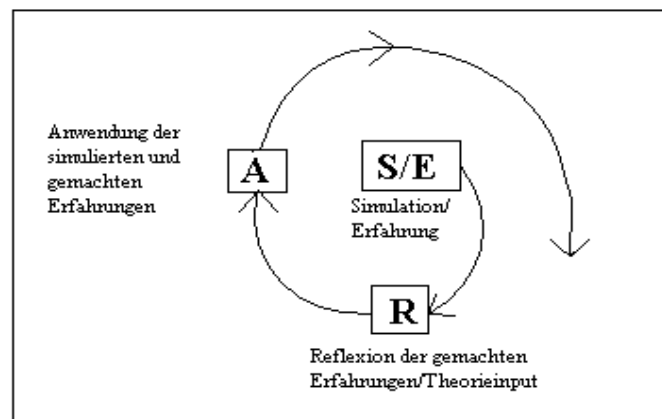 Anwendung der
simulierten und
gemachten
Erfahrungen
A
S/E
Simulation/
Erfahrung
R
Reflexion der gemachten
Erfahrungen/Theorieinput